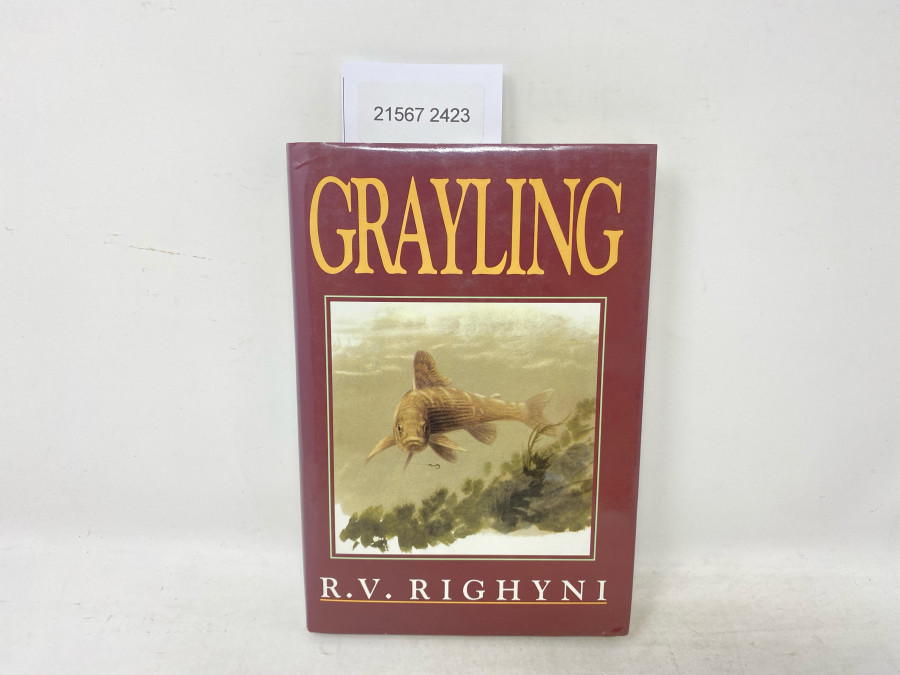 21567 2423
GRAYLING
R.V. RIGHYNI